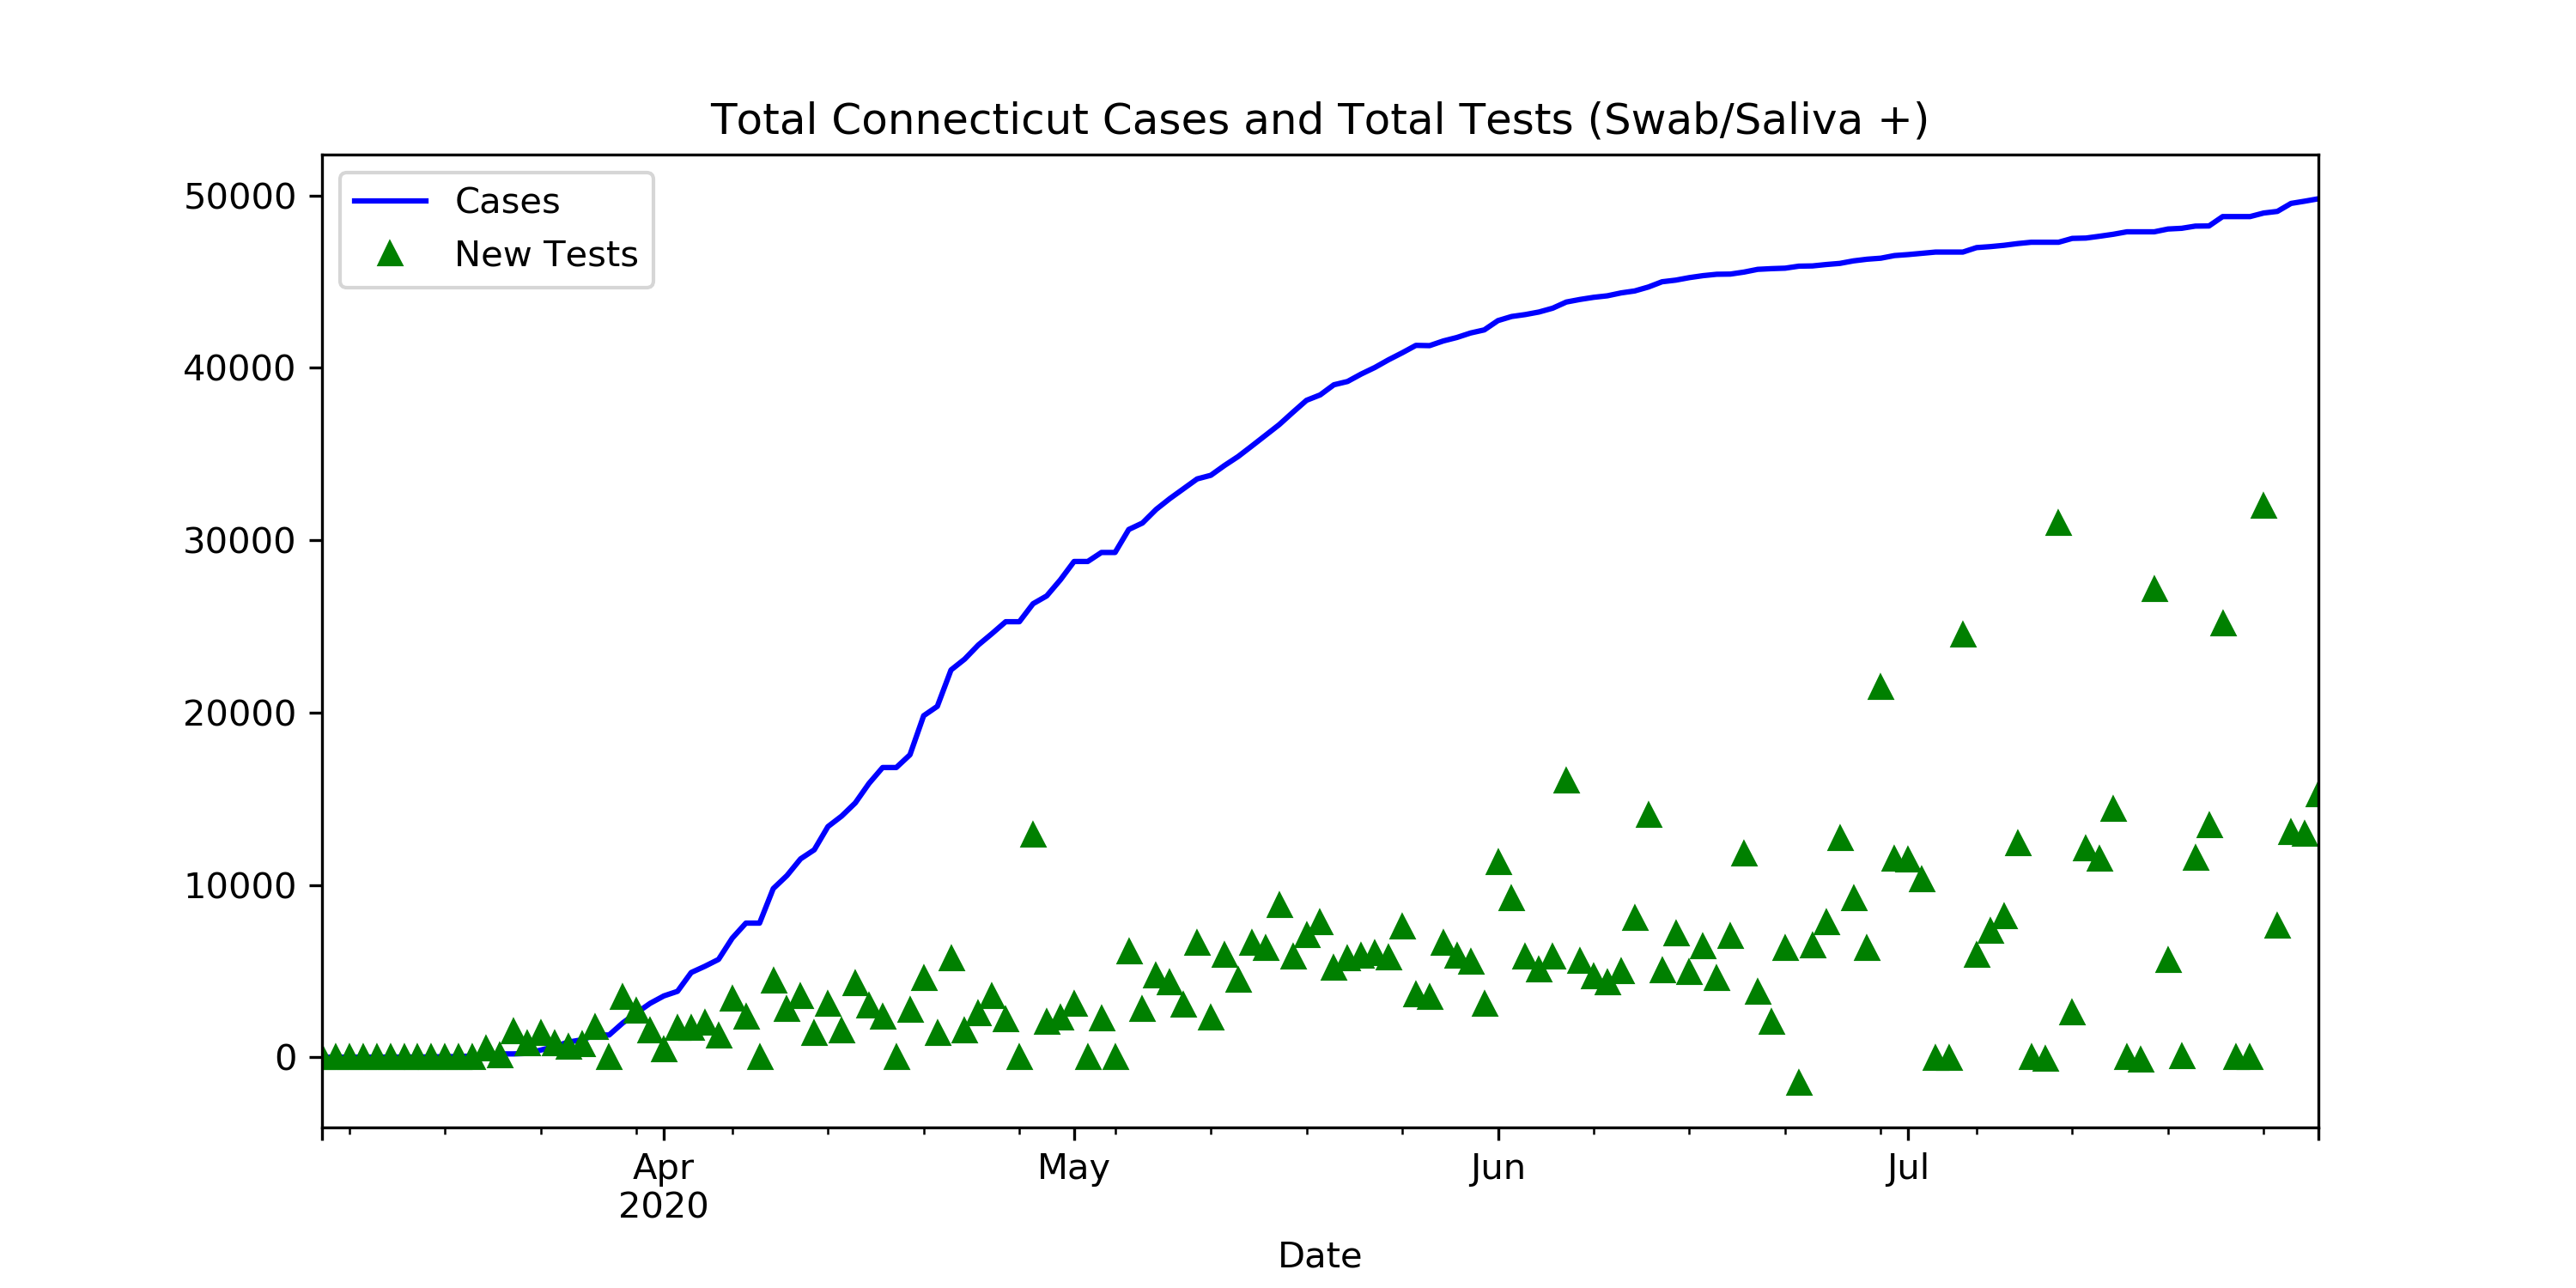 Total Connecticut Cases and Total Tests (Swab/Saliva +)
Cases
New Tests
50000
40000
30000
20000
10000
0
Apr
2020
May
Jun
Jul
Date